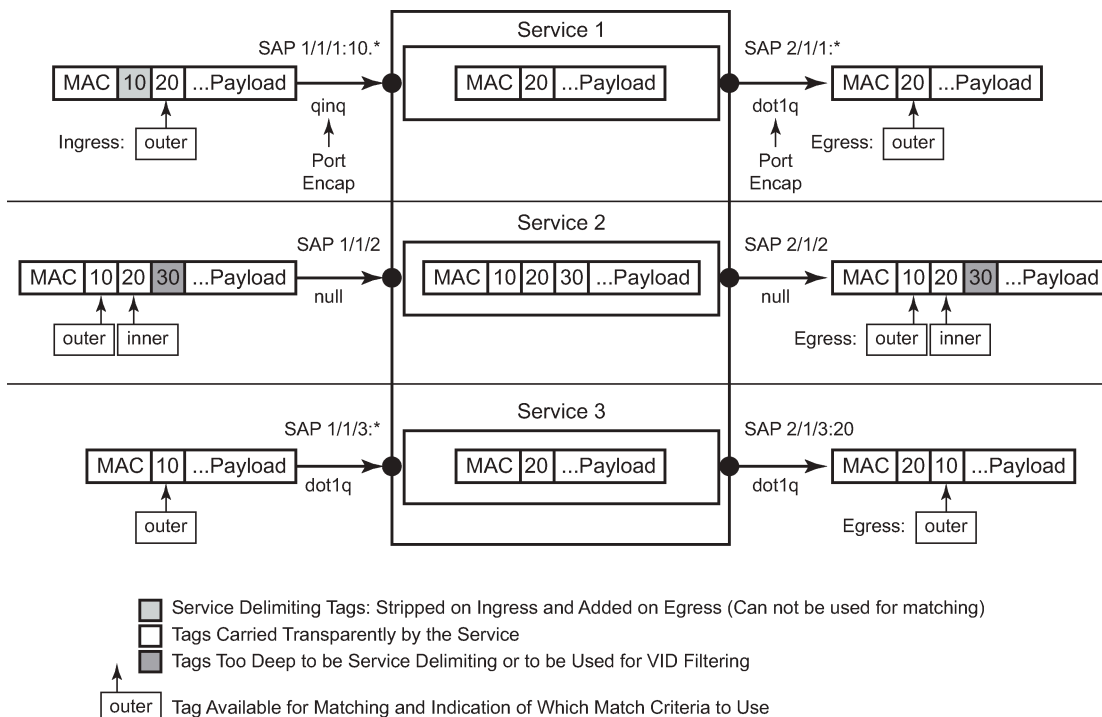 Service 1
SAP 1/1/1:10.*
SAP 2/1/1:*
MAC 10 20 ...Payload
qinq
MAC 20 ...Payload
dot1q
MAC 20 ...Payload
Ingress: outer
Port
Encap
Port
Encap
Egress: outer
Service 2
SAP 1/1/2
SAP 2/1/2
MAC 10 20 30 ...Payload
null
MAC 10 20 30 ...Payload
null
MAC 10 20 30 ...Payload
outer inner
Egress: outer inner
Service 3
SAP 1/1/3:*
SAP 2/1/3:20
MAC 10 ...Payload
dot1q
MAC 20 ...Payload
dot1q
MAC 20 10 ...Payload
outer
Egress: outer
Service Delimiting Tags: Stripped on Ingress and Added on Egress (Can not be used for matching)
Tags Carried Transparently by the Service
Tags Too Deep to be Service Delimiting or to be Used for VID Filtering
outer Tag Available for Matching and Indication of Which Match Criteria to Use